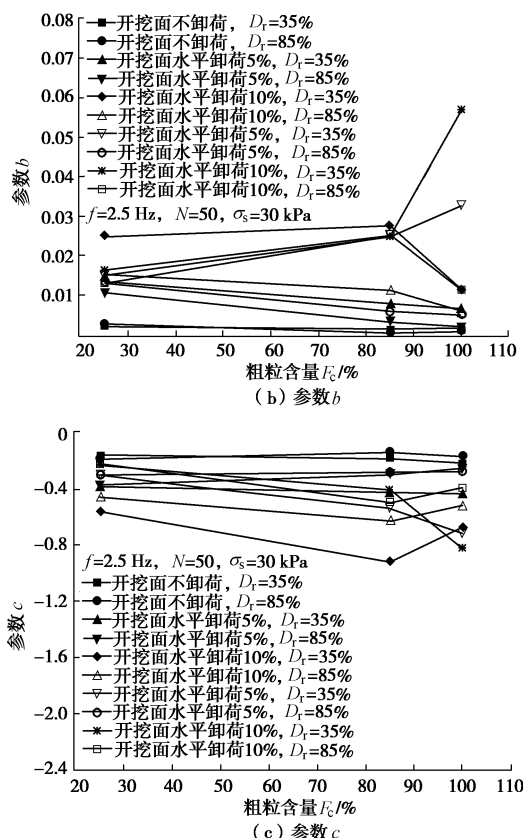 0.08
0.07
0.06
0.05
0.04
0.03
0.02
0.01
参数b
开挖面不卸荷, Dr=35%
开挖面不卸荷, Dr=85%
开挖面水平卸荷5%, Dr=35%
开挖面水平卸荷5%, Dr=85%
开挖面水平卸荷10%, Dr=35%
开挖面水平卸荷10%, Dr=85%
开挖面水平卸荷5%, Dr=35%
开挖面水平卸荷5%, Dr=85%
开挖面水平卸荷10%, Dr=35%
开挖面水平卸荷10%, Dr=85%
f=2.5 Hz, N=50, σs=30 kPa
20 30 40 50 60 70 80 90 100 110
粗粒含量Fc/%
(b) 参数b
0
-0.4
-0.8
-1.2
-1.6
-2.0
-2.4
参数c
f=2.5 Hz, N=50, σs=30 kPa
开挖面不卸荷, Dr=35%
开挖面不卸荷, Dr=85%
开挖面水平卸荷5%, Dr=35%
开挖面水平卸荷5%, Dr=85%
开挖面水平卸荷10%, Dr=35%
开挖面水平卸荷10%, Dr=85%
开挖面水平卸荷5%, Dr=35%
开挖面水平卸荷5%, Dr=85%
开挖面水平卸荷10%, Dr=35%
开挖面水平卸荷10%, Dr=85%
20 30 40 50 60 70 80 90 100 110
粗粒含量Fc/%
(c) 参数c